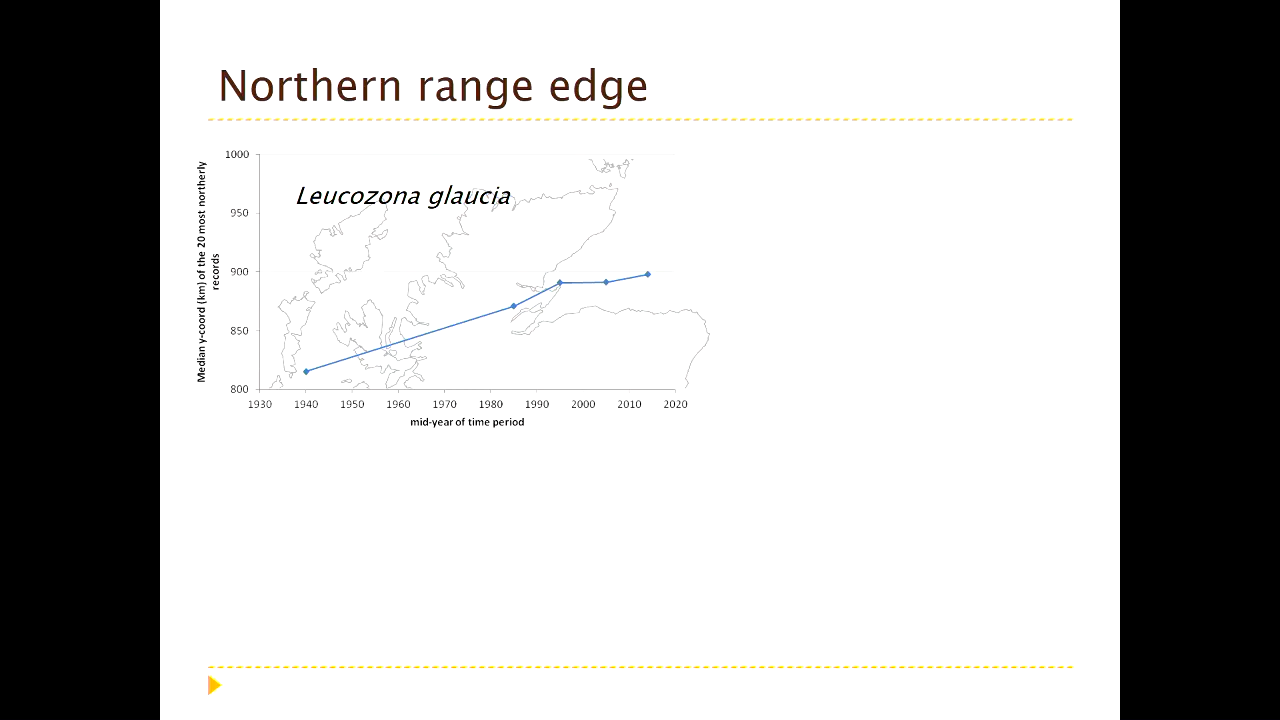 Northern range edge
Median y-coord (km) of the 20 most northerly
records
1000
950
900
850
800
Leucozona glaucia
1930 1940 1950 1960 1970 1980 1990 2000 2010 2020
mid-year of time period